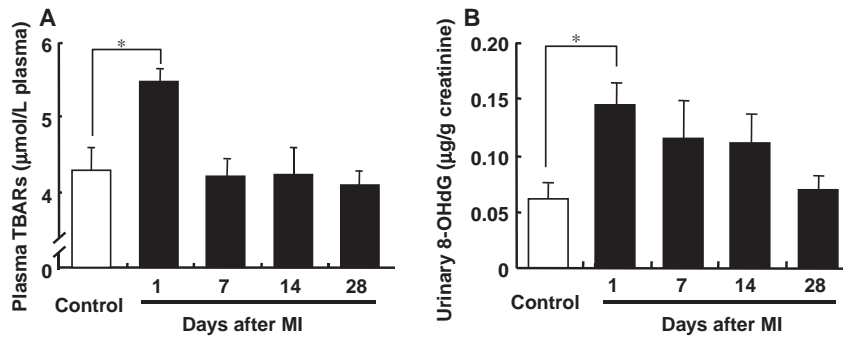 A
Plasma TBARs (μmol/L plasma)
6
5
4
0
*
Control
1 7 14 28
Days after MI
B
Urinary 8-OHdG (μg/g creatinine)
0.20
0.15
0.10
0.05
0
*
Control
1 7 14 28
Days after MI